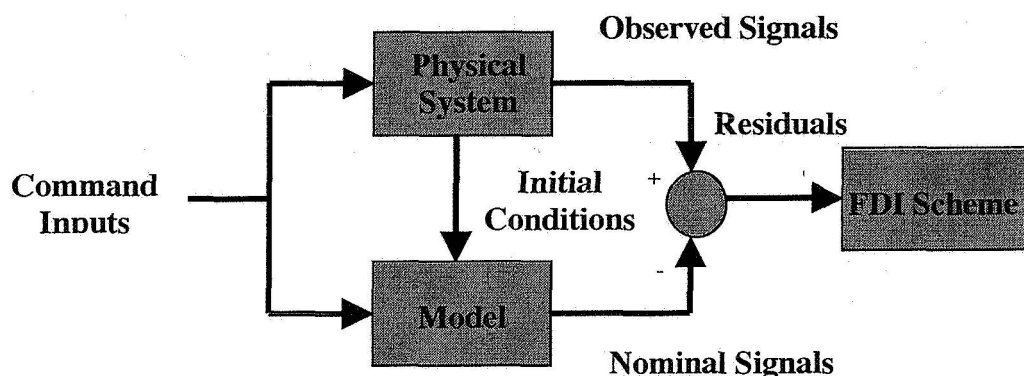 Observed Signals
Physical
System
Residuals
Command
Inputs
Initial
Conditions
+
FDI Scheme
-
Model
Nominal Signals